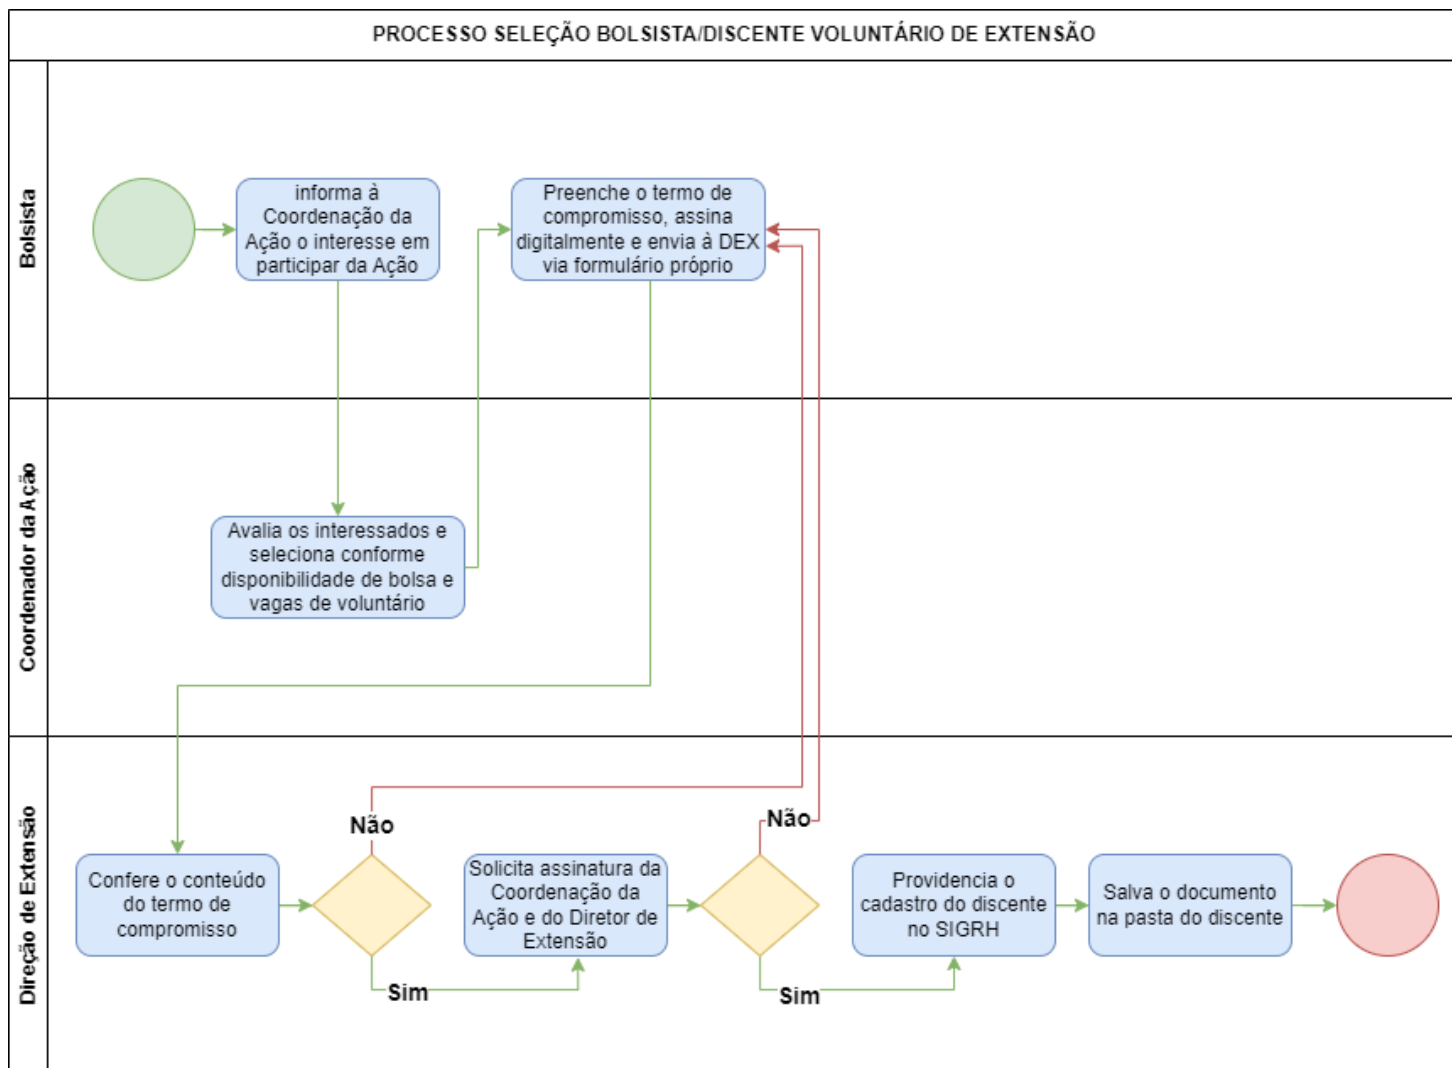 PROCESSO SELEÇÃO BOLSISTA/DISCENTE VOLUNTÁRIO DE EXTENSÃO
Bolsista
informa à
Coordenação da
Ação o interesse em
participar da Ação
Preenche o termo de
compromisso, assina
digitalmente e envia à DEX
via formulário próprio
Coordenador da Ação
Avalia os interessados e
seleciona conforme
disponibilidade de bolsa e
vagas de voluntário
Direção de Extensão
Confere o conteúdo
do termo de
compromisso
Não
Sim
Solicita assinatura da
Coordenação da
Ação e do Diretor de
Extensão
Não
Sim
Providencia o
cadastro do discente
no SIGRH
Salva o documento
na pasta do discente